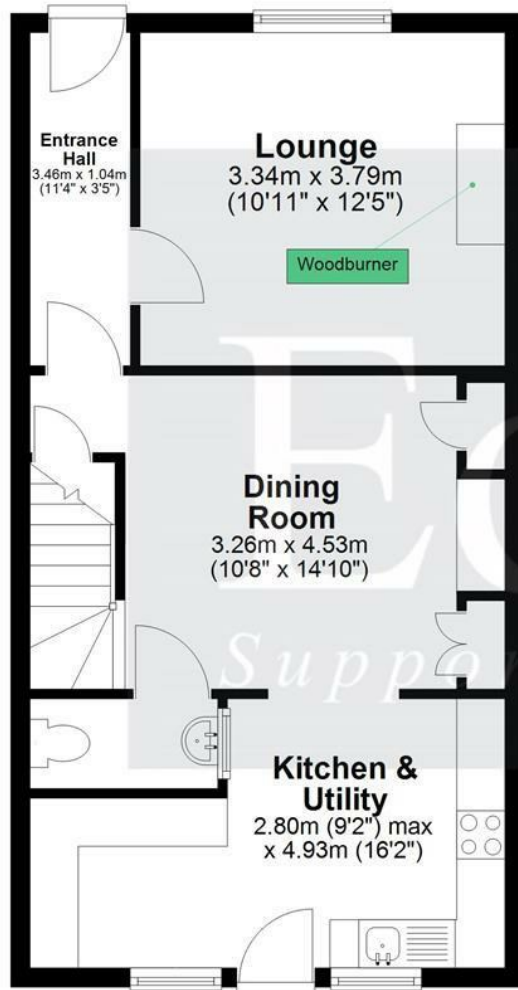 Entrance
Hall
3.46m x 1.04m
(11'4" x 3'5")
Lounge
3.34m x 3.79m
(10'11" x 12'5")
Woodburner
Dining
Room
3.26m x 4.53m
(10'8" x 14'10")
Kitchen &
Utility
2.80m (9'2") max
x 4.93m (16'2")